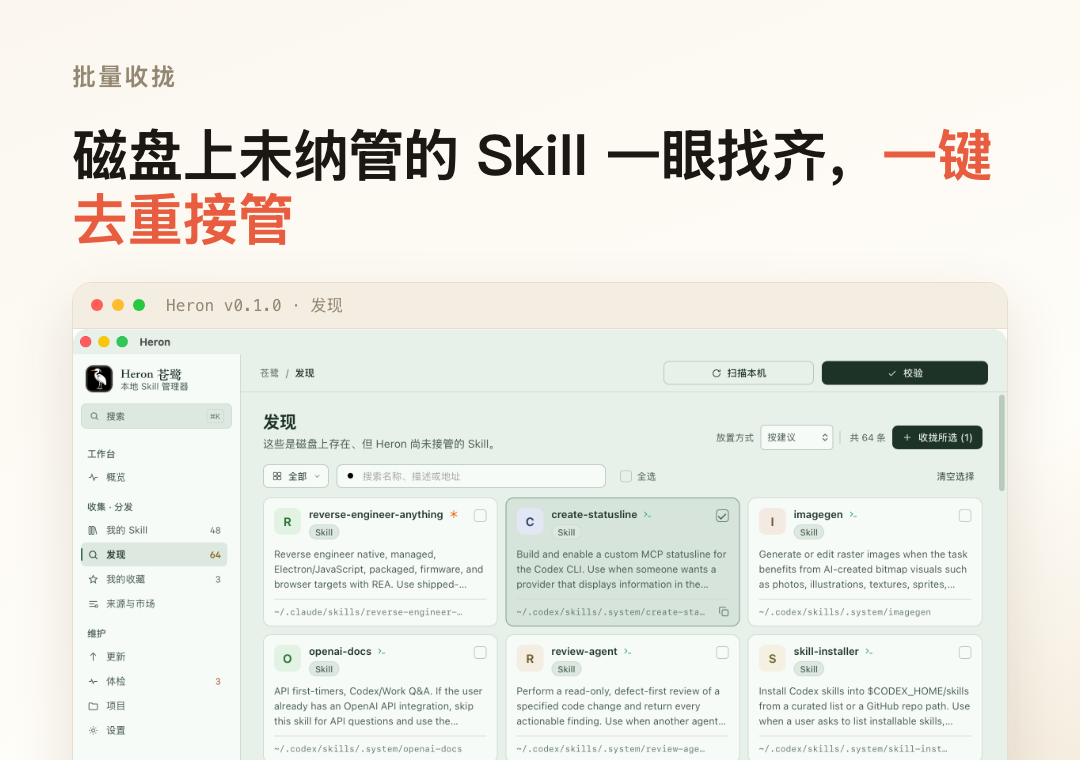 批量收拢
磁盘上未纳管的 Skill 一眼找齐，一键
去重接管
Heron v0.1.0 · 发现
Heron
Heron 苍鹭
本地 Skill 管理器
搜索 ⌘K
工作台
概览
收集 · 分发
我的 Skill 48
发现 64
我的收藏 3
来源与市场
维护
更新
体检 3
项目
设置
苍鹭 / 发现
扫描本机
校验
发现
这些是磁盘上存在、但 Heron 尚未接管的 Skill。
放置方式 按建议 共 64 条 + 收拢所选 (1)
全部 搜索名称、描述或地址 全选 清空选择
R reverse-engineer-anything
Skill
Reverse engineer native, managed,
Electron/JavaScript, packaged, firmware, and
browser targets with REA. Use shipped-...
~/.claude/skills/reverse-engineer-…
C create-statusline
Skill
Build and enable a custom MCP statusline for
the Codex CLI. Use when someone wants a
provider that displays information in the...
~/.codex/skills/.system/create-sta…
I imagegen
Skill
Generate or edit raster images when the task
benefits from AI-created bitmap visuals such
as photos, illustrations, textures, sprites,...
~/.codex/skills/.system/imagegen
O openai-docs
Skill
API first-timers, Codex/Work Q&A. If the user
already has an OpenAI API integration, skip
this skill for API questions and use the...
~/.codex/skills/.system/openai-docs
R review-agent
Skill
Perform a read-only, defect-first review of a
specified code change and return every
actionable finding. Use when another agent...
~/.codex/skills/.system/review-age…
S skill-installer
Skill
Install Codex skills into $CODEX_HOME/skills
from a curated list or a GitHub repo path. Use
when a user asks to list installable skills,...
~/.codex/skills/.system/skill-inst…